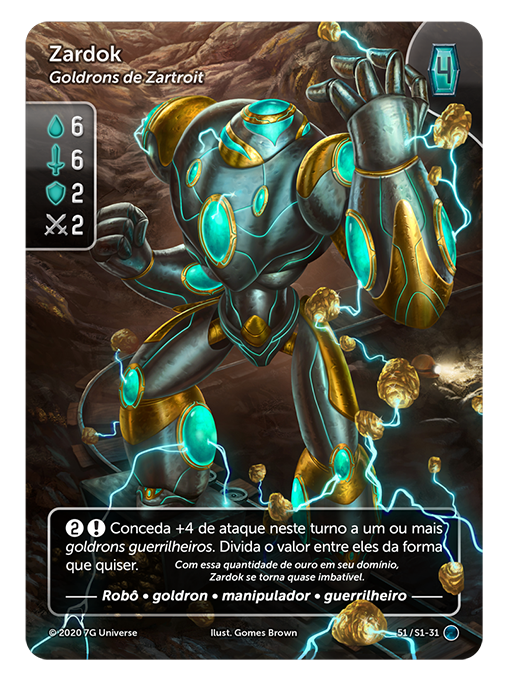 Zardok
Goldrons de Zartroit
4
6
6
2
2
2 ! Conceda +4 de ataque neste turno a um ou mais
goldrons guerrilheiros. Divida o valor entre eles da forma
que quiser. Com essa quantidade de ouro em seu domínio,
Zardok se torna quase imbatível.
Robô • goldron • manipulador • guerrilheiro
© 2020 7G Universe Ilust. Gomes Brown 51 / S1-31